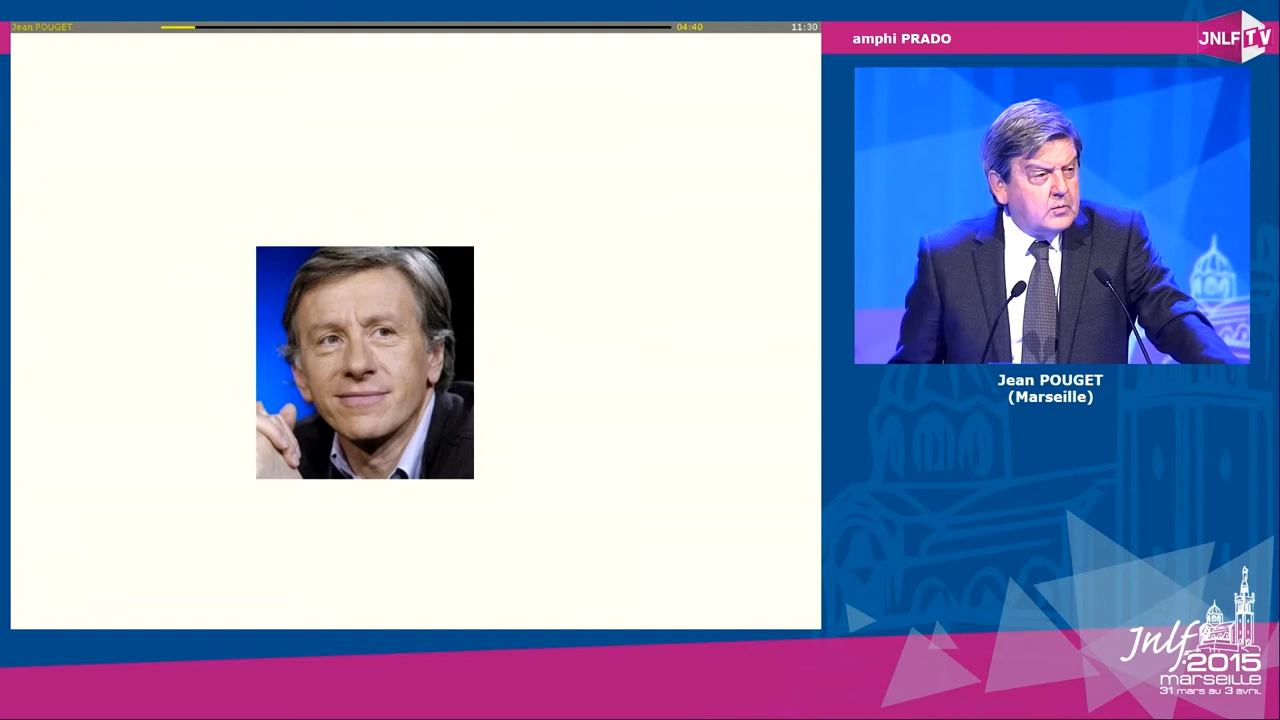 Jean POUGET
04:40
11:30
amphi PRADO
JNLF TV
Jean POUGET
(Marseille)
Jnlf
2015
marseille
31 mars au 3 avril